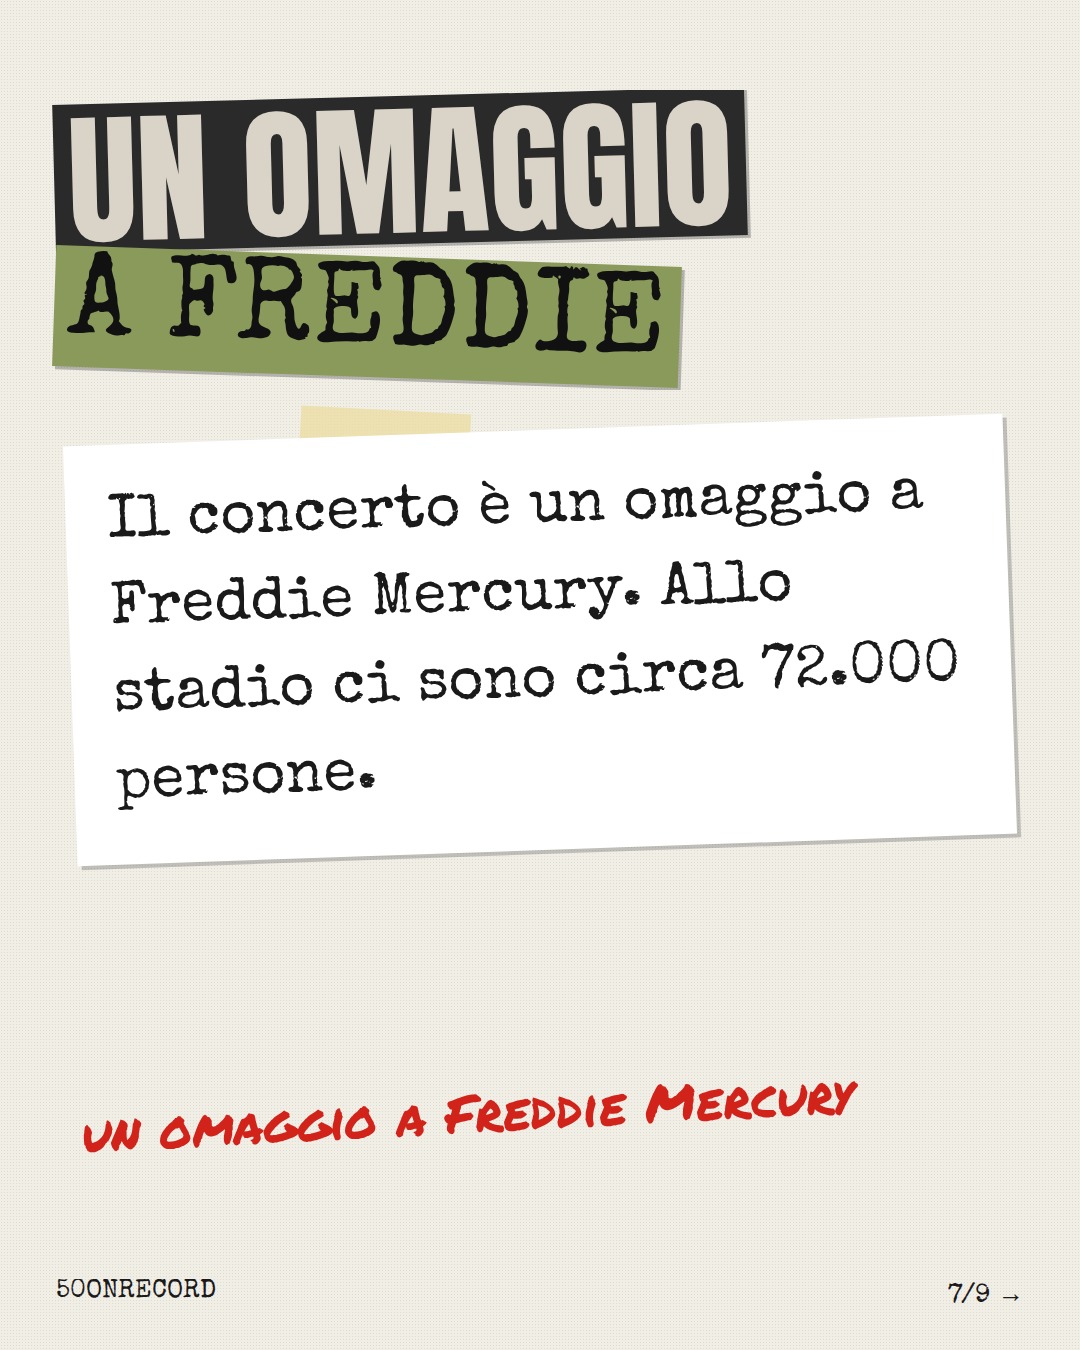 UN OMAGGIO
A FREDDIE
Il concerto è un omaggio a
Freddie Mercury. Allo
stadio ci sono circa 72.000
persone.
un omaggio a Freddie Mercury
500NRECORD
7/9 →